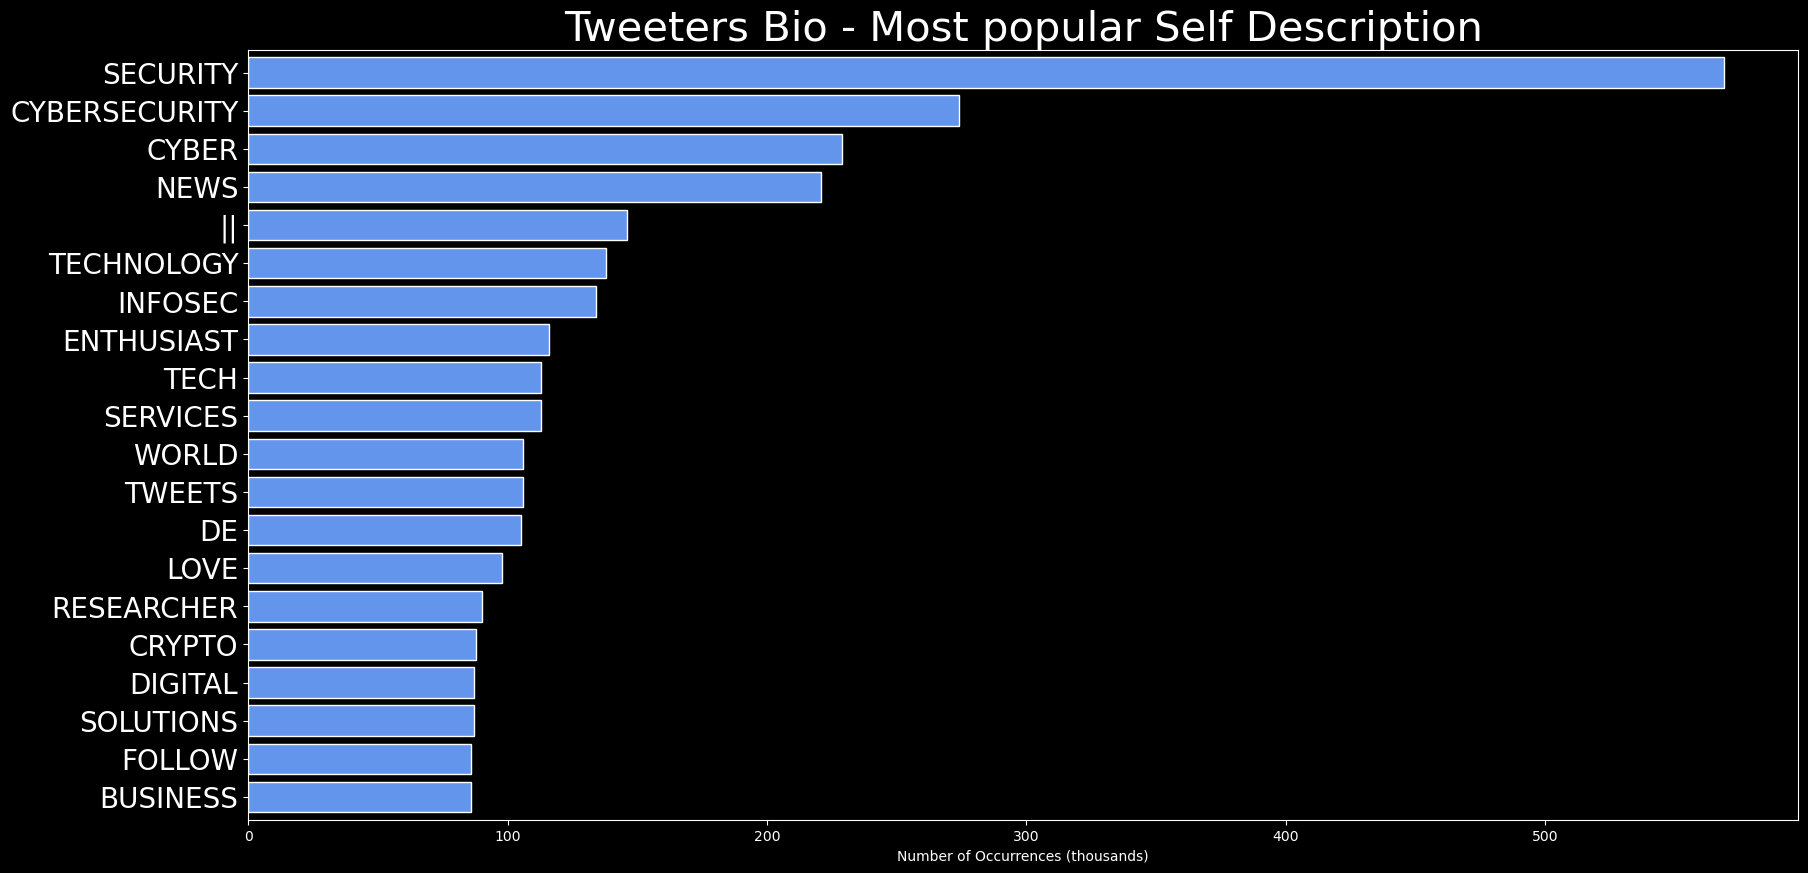 Tweeters Bio - Most popular Self Description
SECURITY
CYBERSECURITY
CYBER
NEWS
||
TECHNOLOGY
INFOSEC
ENTHUSIAST
TECH
SERVICES
WORLD
TWEETS
DE
LOVE
RESEARCHER
CRYPTO
DIGITAL
SOLUTIONS
FOLLOW
BUSINESS
0 100 200 300 400 500
Number of Occurrences (thousands)